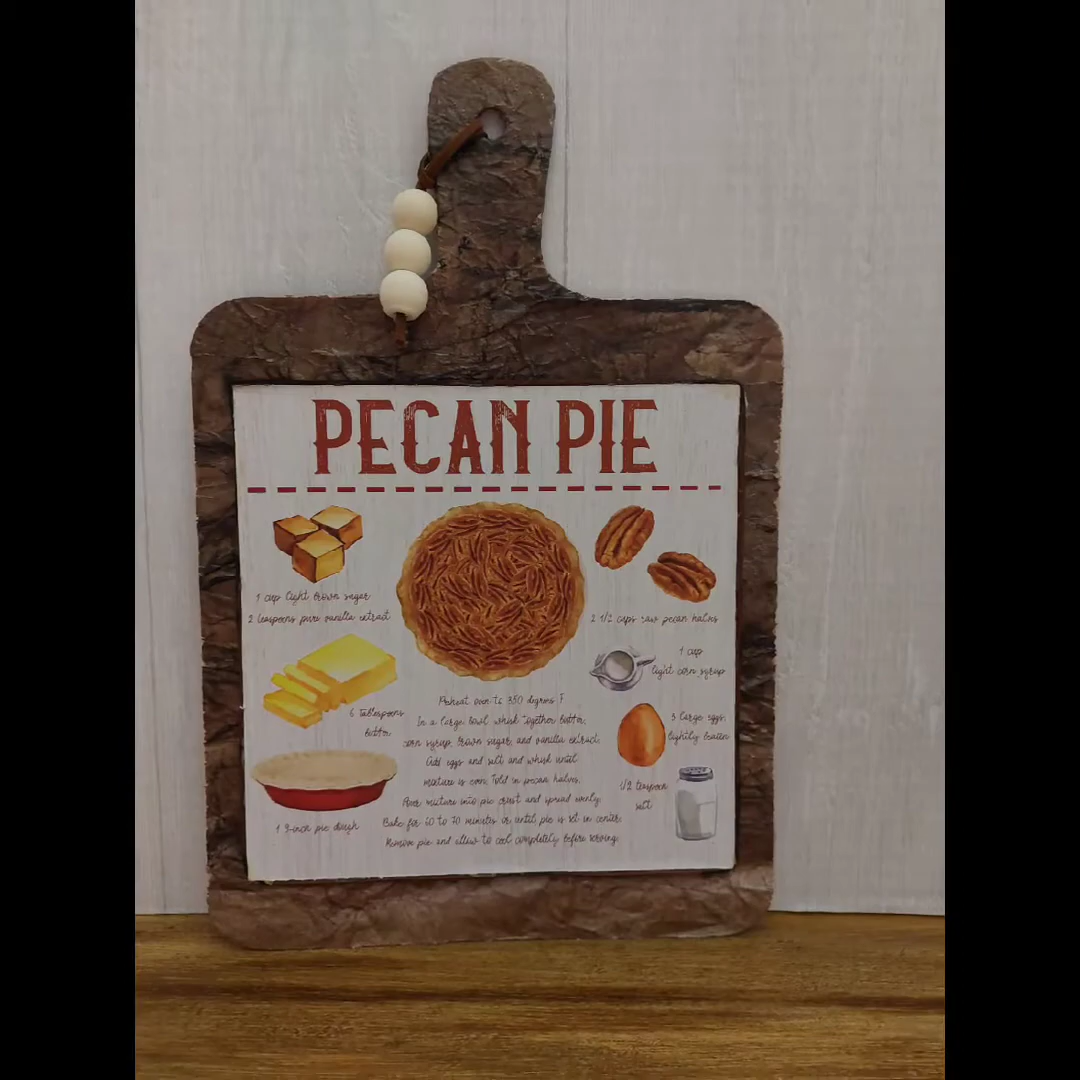 PECAN PIE
1 cup light brown sugar
2 teaspoons pure vanilla extract
2 1/2 cups raw pecan halves
1 cup
light corn syrup
6 tablespoons
butter
3 large eggs,
lightly beaten
1/2 teaspoon
salt
1 9-inch pie dough
Preheat oven to 350 degrees F
In a large bowl whisk together butter,
corn syrup, brown sugar, and vanilla extract.
Add eggs and salt and whisk until
mixture is even. Fold in pecan halves.
Pour mixture into pie crust and spread evenly.
Bake for 60 to 70 minutes or until pie is set in center.
Remove pie and allow to cool completely before serving.